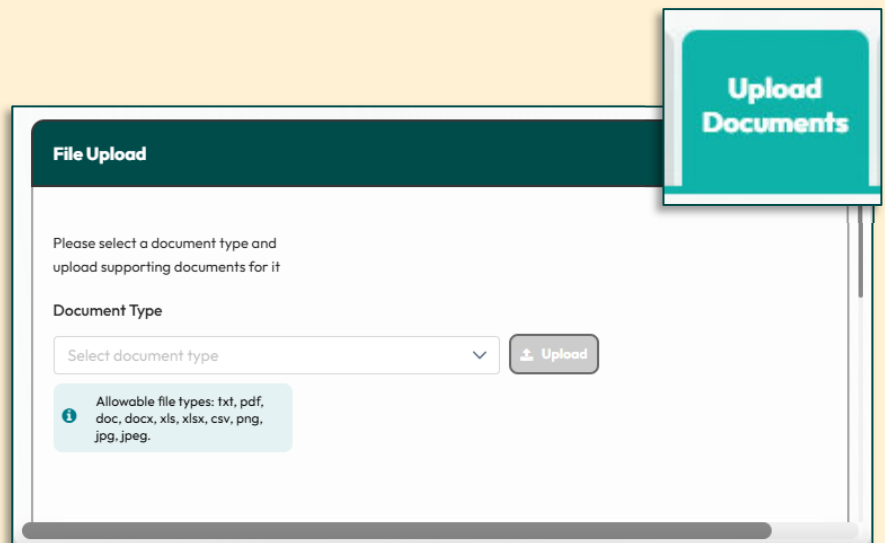 Upload
Documents
File Upload
Please select a document type and
upload supporting documents for it
Document Type
Select document type
Upload
Allowable file types: txt, pdf,
doc, docx, xls, xlsx, csv, png,
jpg, jpeg.